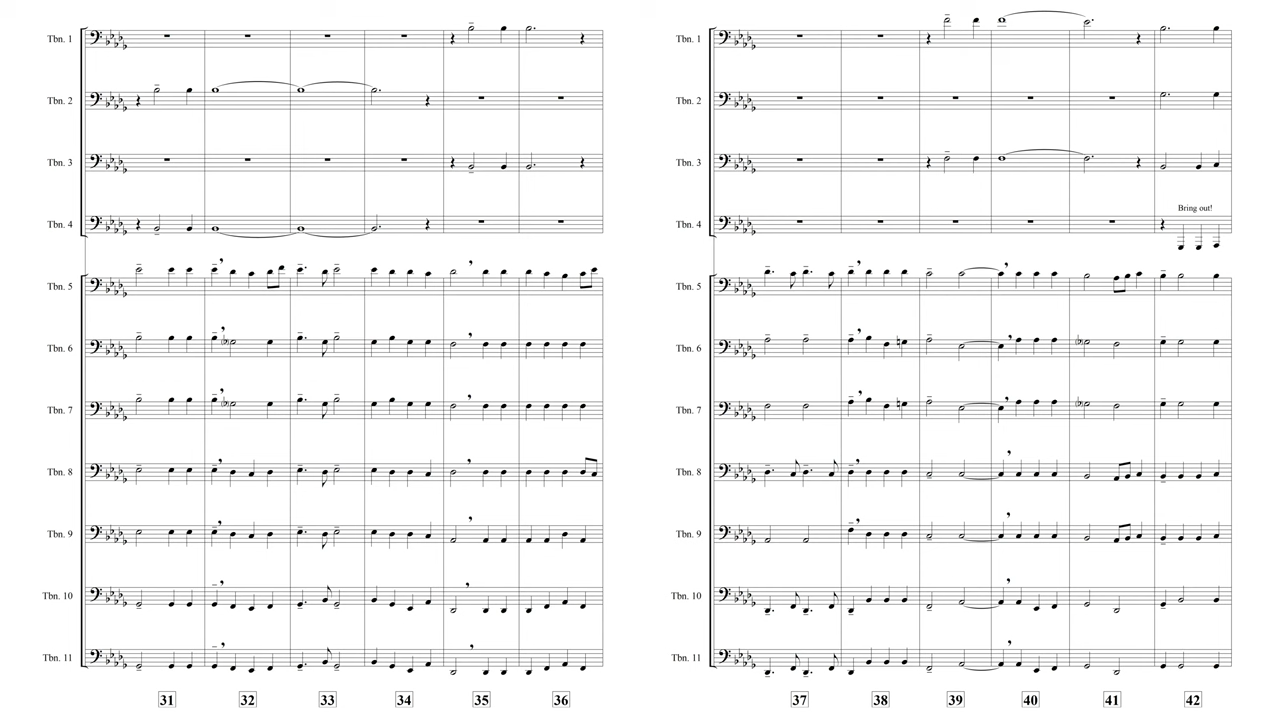 Tbn. 1
Tbn. 2
Tbn. 3
Tbn. 4
Tbn. 5
Tbn. 6
Tbn. 7
Tbn. 8
Tbn. 9
Tbn. 10
Tbn. 11
31 32 33 34 35 36
Tbn. 1
Tbn. 2
Tbn. 3
Bring out!
Tbn. 4
Tbn. 5
Tbn. 6
Tbn. 7
Tbn. 8
Tbn. 9
Tbn. 10
Tbn. 11
37 38 39 40 41 42